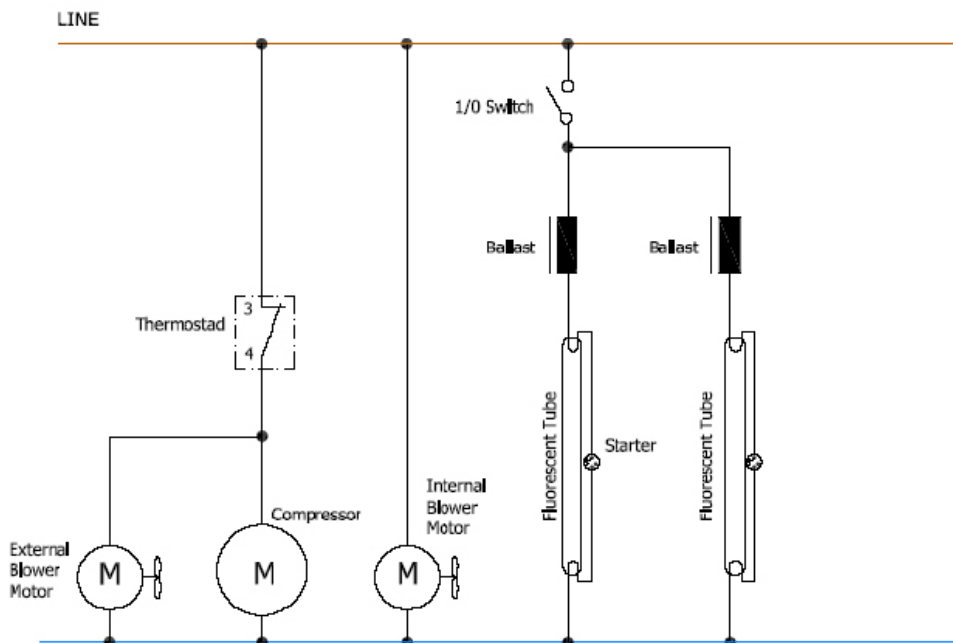 LINE
1/0 Switch
Ballast
Ballast
3
Thermostad
4
Fluorescent Tube
Starter
Fluorescent Tube
Compressor
Internal
Blower
Motor
External
Blower
Motor
M
M
M